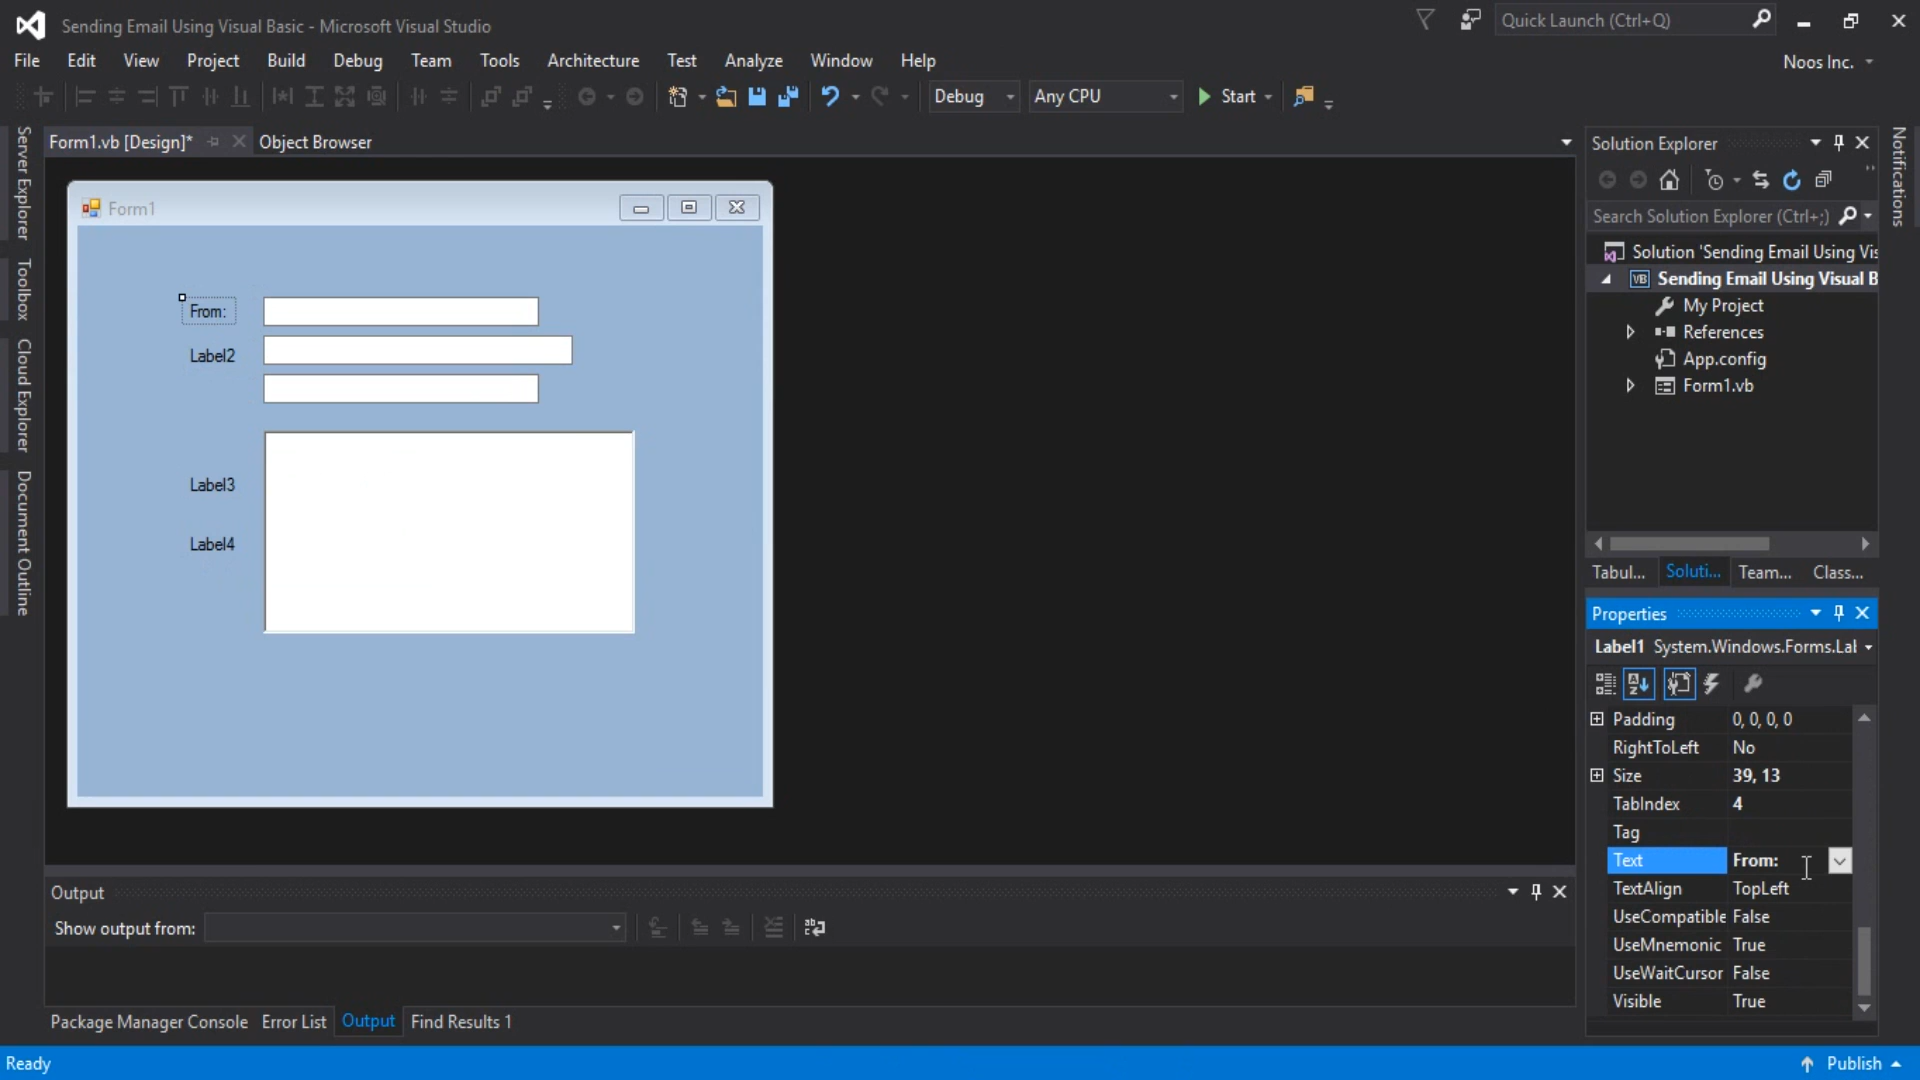 Sending Email Using Visual Basic - Microsoft Visual Studio
Quick Launch (Ctrl+Q)
File Edit View Project Build Debug Team Tools Architecture Test Analyze Window Help
Noos Inc.
Debug Any CPU Start
Form1.vb [Design]* Object Browser
Server Explorer
Toolbox
Cloud Explorer
Document Outline
Form1
From:
Label2
Label3
Label4
Output
Show output from:
Package Manager Console Error List Output Find Results 1
Solution Explorer
Search Solution Explorer (Ctrl+;)
Solution 'Sending Email Using Vis
VB Sending Email Using Visual B
My Project
References
App.config
Form1.vb
Tabul... Soluti... Team... Class...
Notifications
Properties
Label1 System.Windows.Forms.Lal
Padding 0, 0, 0, 0
RightToLeft No
Size 39, 13
TabIndex 4
Tag
Text From:
TextAlign TopLeft
UseCompatible False
UseMnemonic True
UseWaitCursor False
Visible True
Ready
Publish